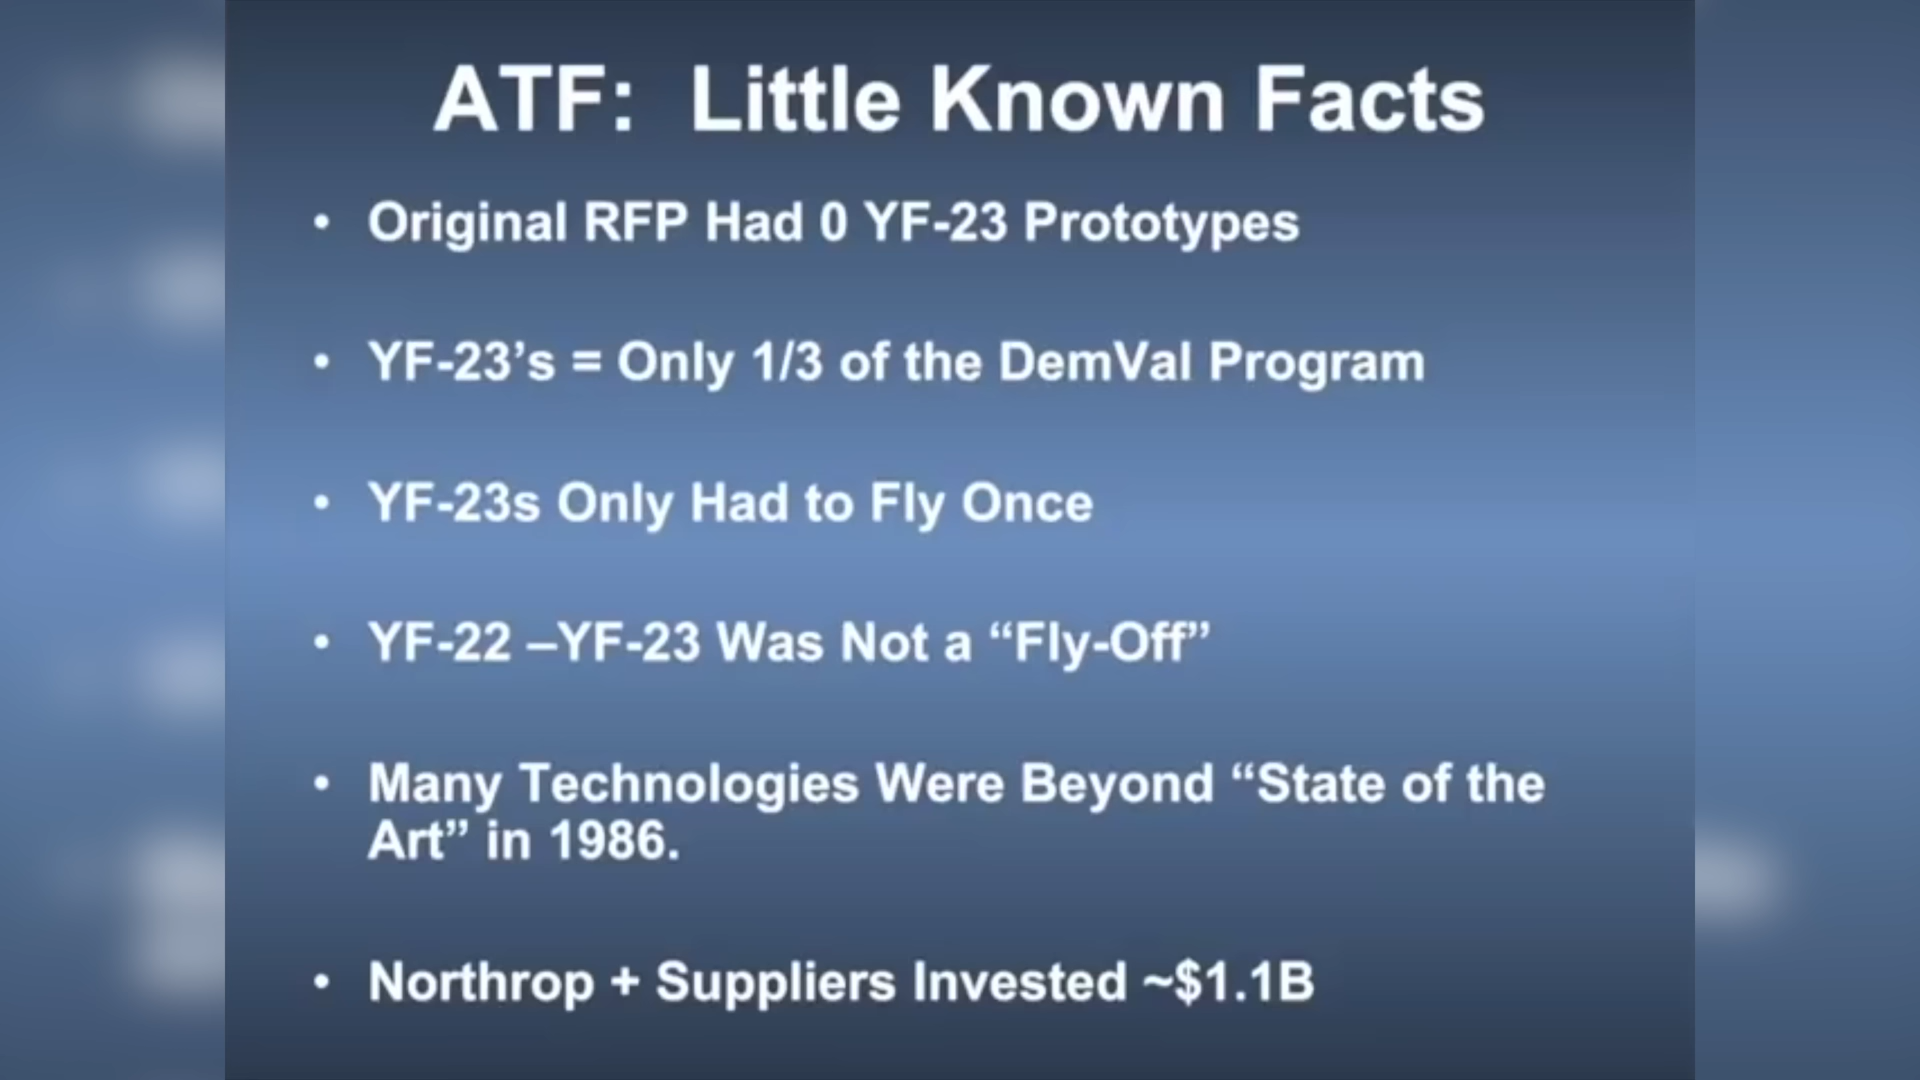 ATF: Little Known Facts
• Original RFP Had 0 YF-23 Prototypes
• YF-23’s = Only 1/3 of the DemVal Program
• YF-23s Only Had to Fly Once
• YF-22 –YF-23 Was Not a “Fly-Off”
• Many Technologies Were Beyond “State of the
Art” in 1986.
• Northrop + Suppliers Invested ~$1.1B